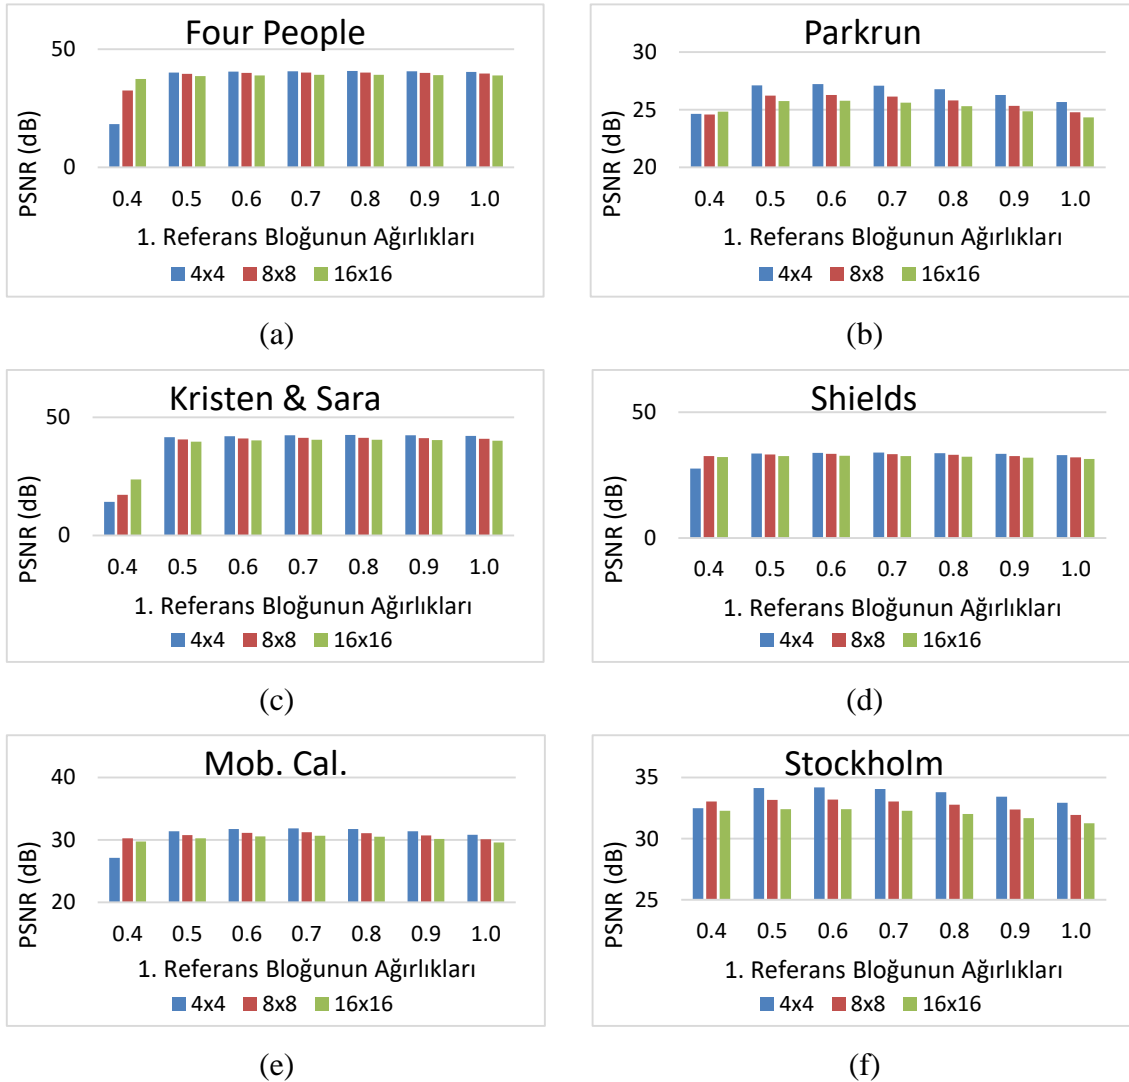 Four People
50
0
PSNR (dB)
0.4 0.5 0.6 0.7 0.8 0.9 1.0
1. Referans Bloğunun Ağırlıkları
4x4 8x8 16x16
(a)
Parkrun
30
25
20
PSNR (dB)
0.4 0.5 0.6 0.7 0.8 0.9 1.0
1. Referans Bloğunun Ağırlıkları
4x4 8x8 16x16
(b)
Kristen & Sara
50
0
PSNR (dB)
0.4 0.5 0.6 0.7 0.8 0.9 1.0
1. Referans Bloğunun Ağırlıkları
4x4 8x8 16x16
(c)
Shields
50
0
PSNR (dB)
0.4 0.5 0.6 0.7 0.8 0.9 1.0
1. Referans Bloğunun Ağırlıkları
4x4 8x8 16x16
(d)
Mob. Cal.
40
30
20
PSNR (dB)
0.4 0.5 0.6 0.7 0.8 0.9 1.0
1. Referans Bloğunun Ağırlıkları
4x4 8x8 16x16
(e)
Stockholm
35
30
25
PSNR (dB)
0.4 0.5 0.6 0.7 0.8 0.9 1.0
1. Referans Bloğunun Ağırlıkları
4x4 8x8 16x16
(f)